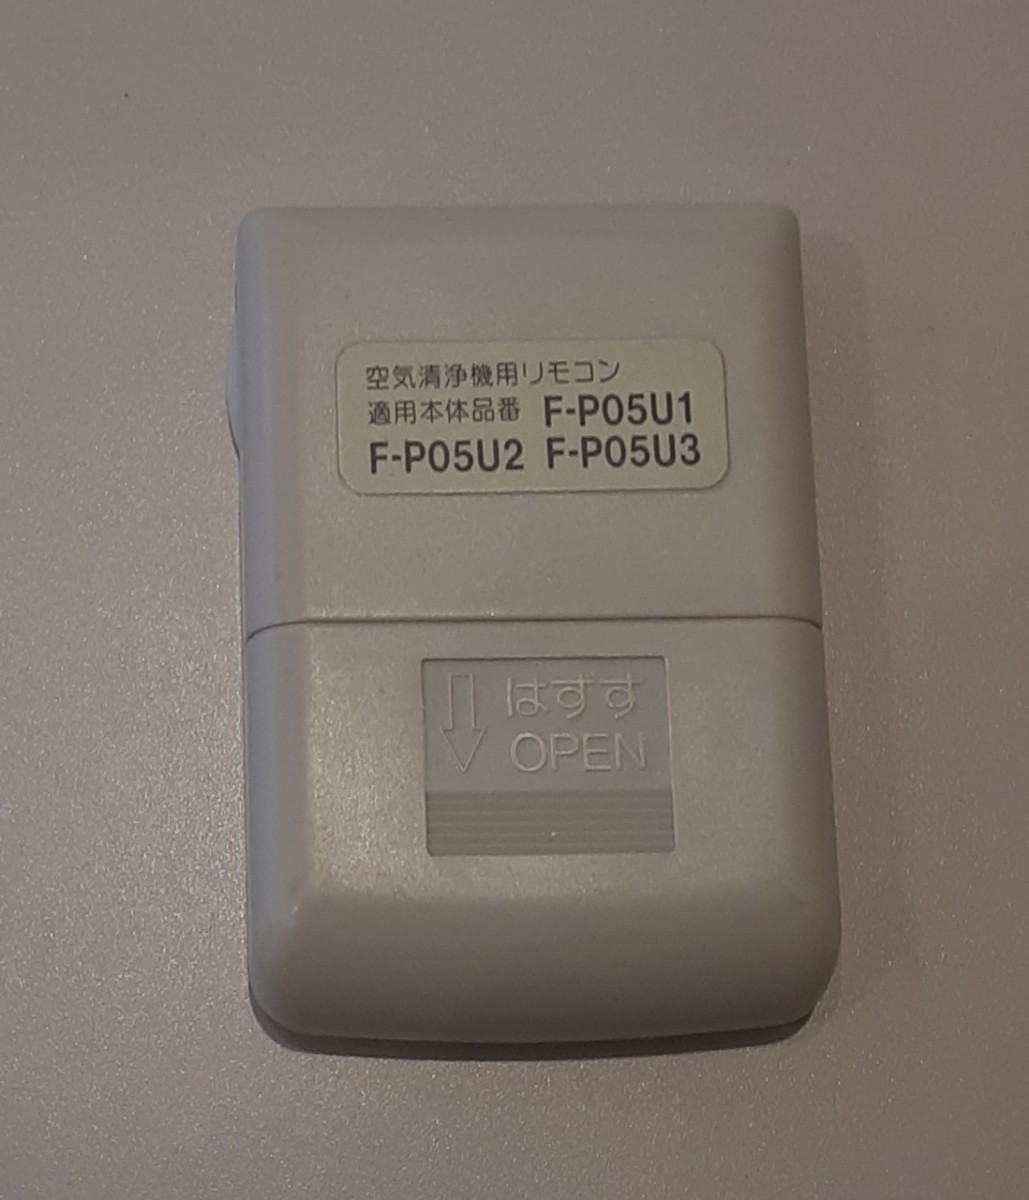 空気清浄機用リモコン
適用本体品番 F-P05U1
F-P05U2 F-P05U3
はずす
OPEN